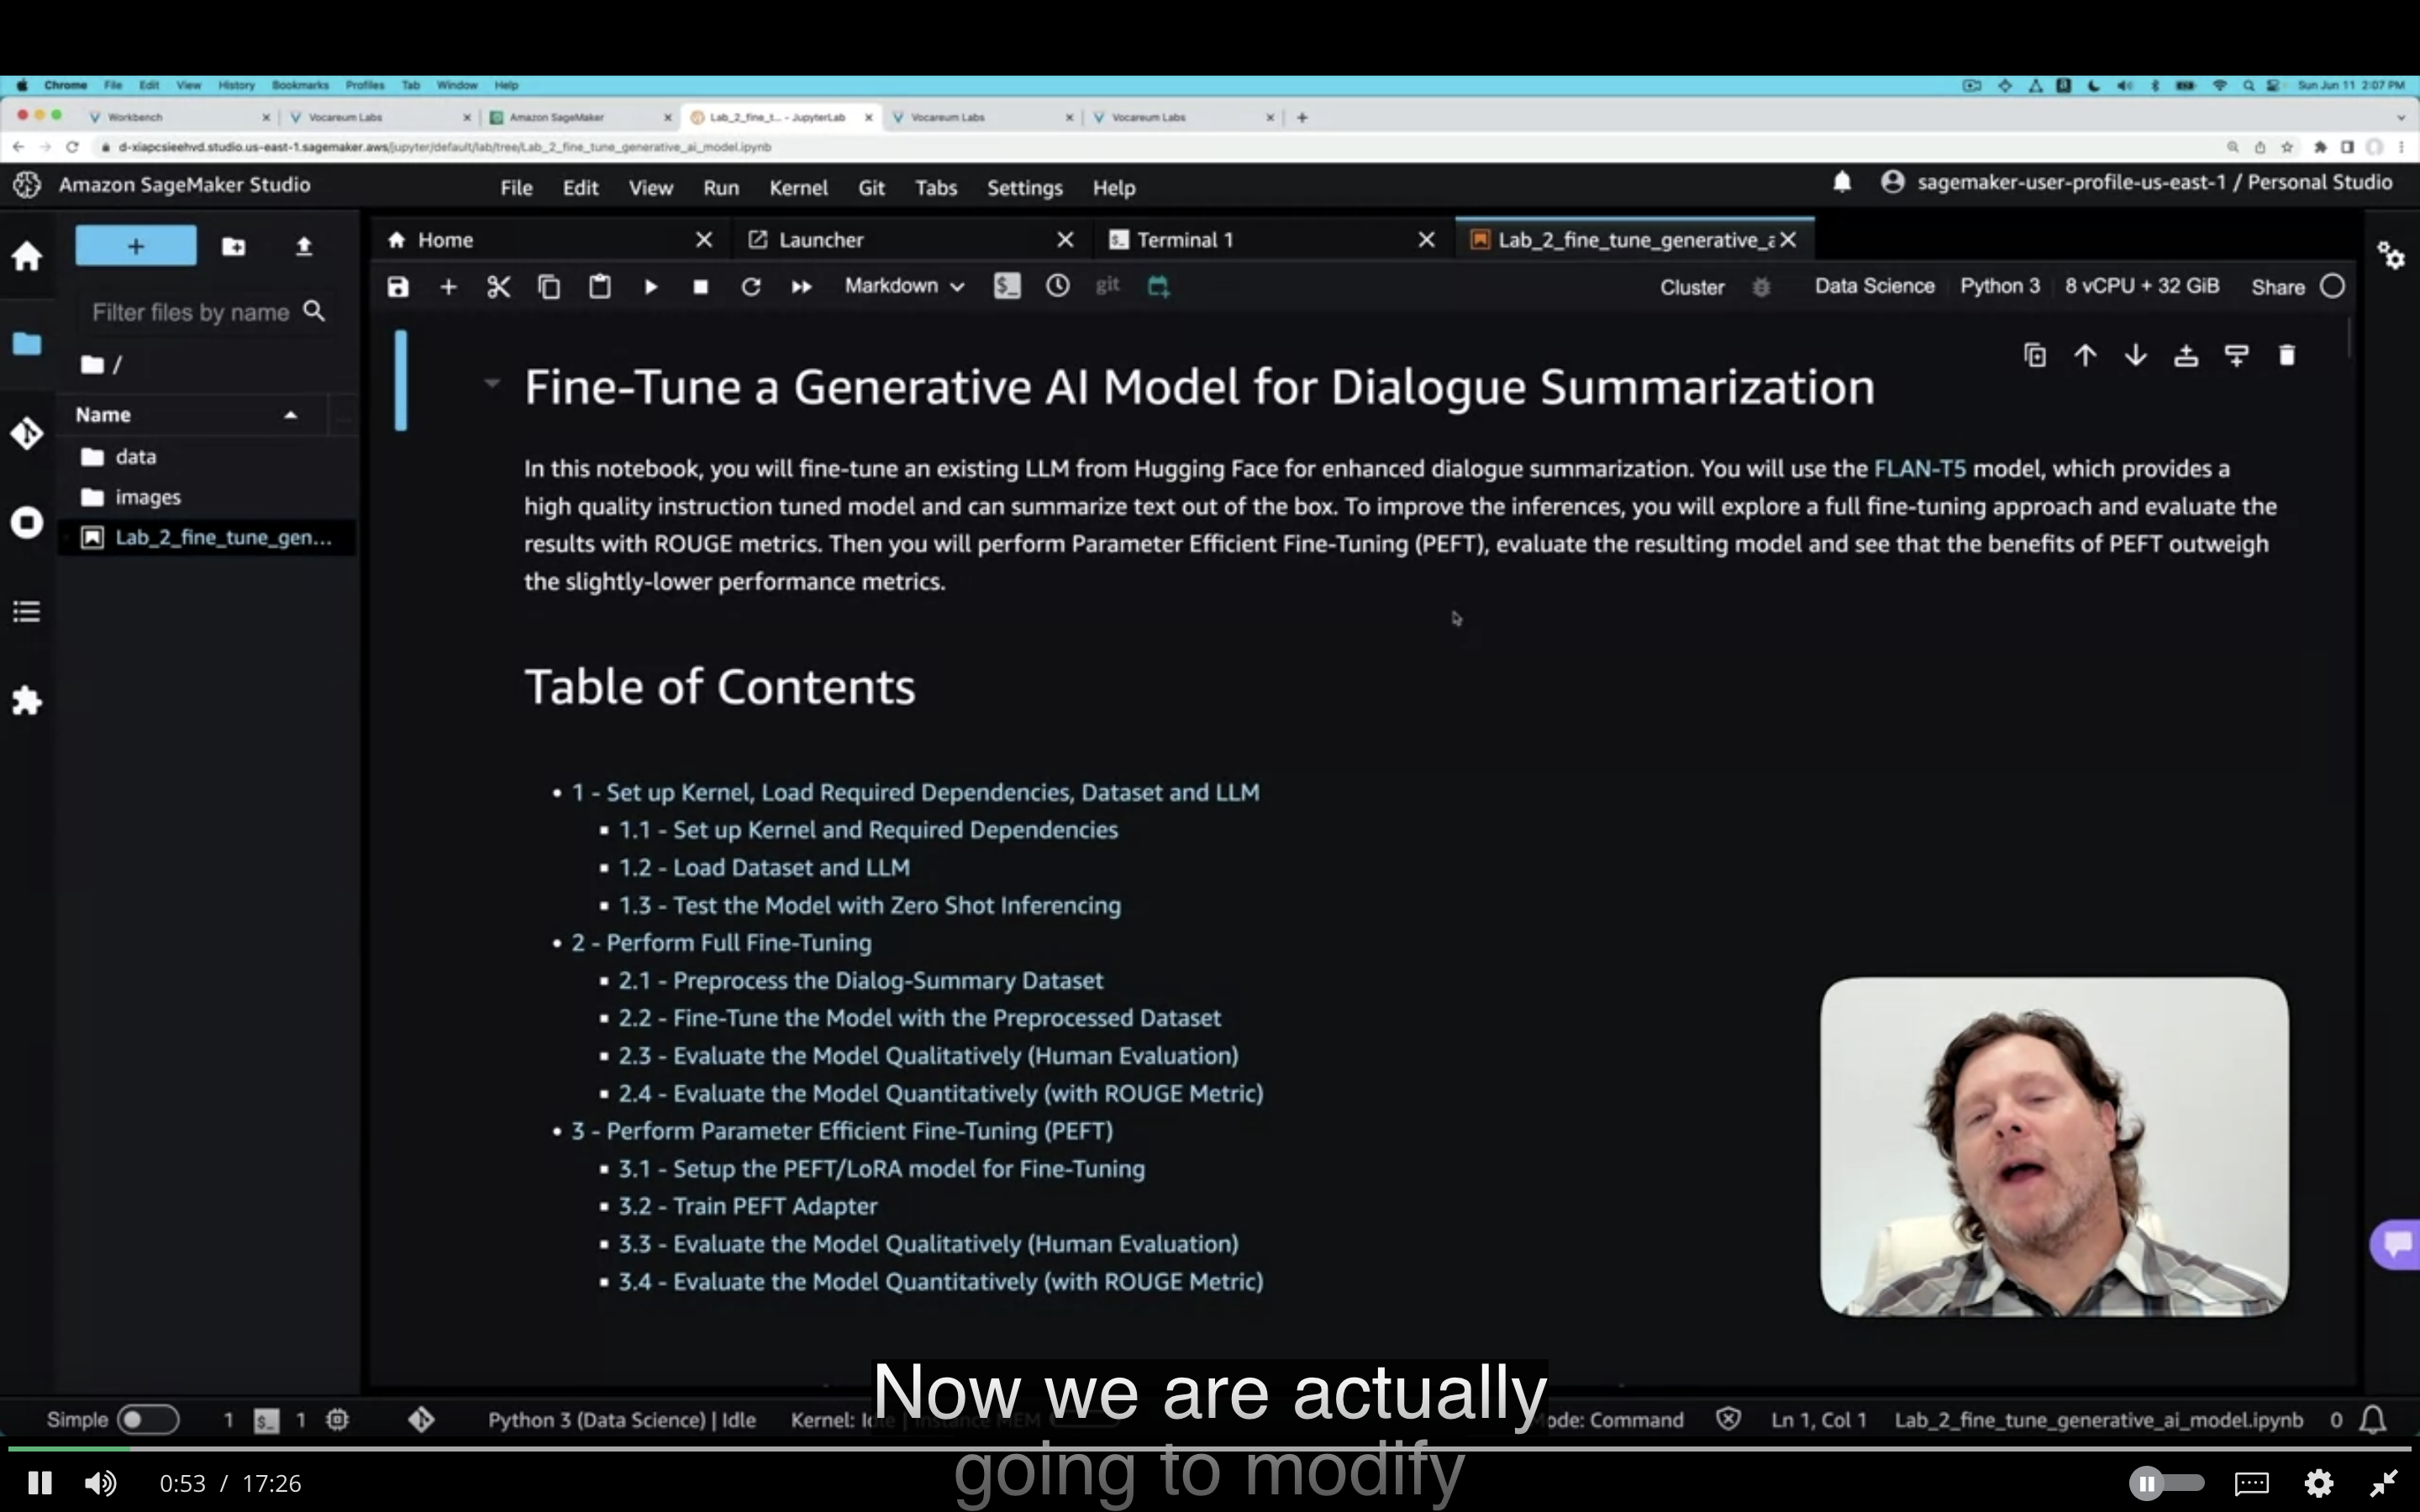 Chrome File Edit View History Bookmarks Profiles Tab Window Help
Sun Jun 11 2:07 PM
Workbench
Vocareum Labs
Amazon SageMaker
Lab_2_fine_t... - JupyterLab
Vocareum Labs
Vocareum Labs
d-xiapcsieehvd.studio.us-east-1.sagemaker.aws/jupyter/default/lab/tree/Lab_2_fine_tune_generative_ai_model.ipynb
Amazon SageMaker Studio
File Edit View Run Kernel Git Tabs Settings Help
sagemaker-user-profile-us-east-1 / Personal Studio
Home
Launcher
Terminal 1
Lab_2_fine_tune_generative_a
Markdown
git
Cluster
Data Science
Python 3
8 vCPU + 32 GiB
Share
Filter files by name
/
Name
data
images
Lab_2_fine_tune_gen...
Fine-Tune a Generative AI Model for Dialogue Summarization
In this notebook, you will fine-tune an existing LLM from Hugging Face for enhanced dialogue summarization. You will use the FLAN-T5 model, which provides a
high quality instruction tuned model and can summarize text out of the box. To improve the inferences, you will explore a full fine-tuning approach and evaluate the
results with ROUGE metrics. Then you will perform Parameter Efficient Fine-Tuning (PEFT), evaluate the resulting model and see that the benefits of PEFT outweigh
the slightly-lower performance metrics.
Table of Contents
• 1 - Set up Kernel, Load Required Dependencies, Dataset and LLM
▪ 1.1 - Set up Kernel and Required Dependencies
▪ 1.2 - Load Dataset and LLM
▪ 1.3 - Test the Model with Zero Shot Inferencing
• 2 - Perform Full Fine-Tuning
▪ 2.1 - Preprocess the Dialog-Summary Dataset
▪ 2.2 - Fine-Tune the Model with the Preprocessed Dataset
▪ 2.3 - Evaluate the Model Qualitatively (Human Evaluation)
▪ 2.4 - Evaluate the Model Quantitatively (with ROUGE Metric)
• 3 - Perform Parameter Efficient Fine-Tuning (PEFT)
▪ 3.1 - Setup the PEFT/LoRA model for Fine-Tuning
▪ 3.2 - Train PEFT Adapter
▪ 3.3 - Evaluate the Model Qualitatively (Human Evaluation)
▪ 3.4 - Evaluate the Model Quantitatively (with ROUGE Metric)
Now we are actually
going to modify
Simple
1
1
Python 3 (Data Science) | Idle
Kernel:
Command
Ln 1, Col 1
Lab_2_fine_tune_generative_ai_model.ipynb
0
0:53 / 17:26